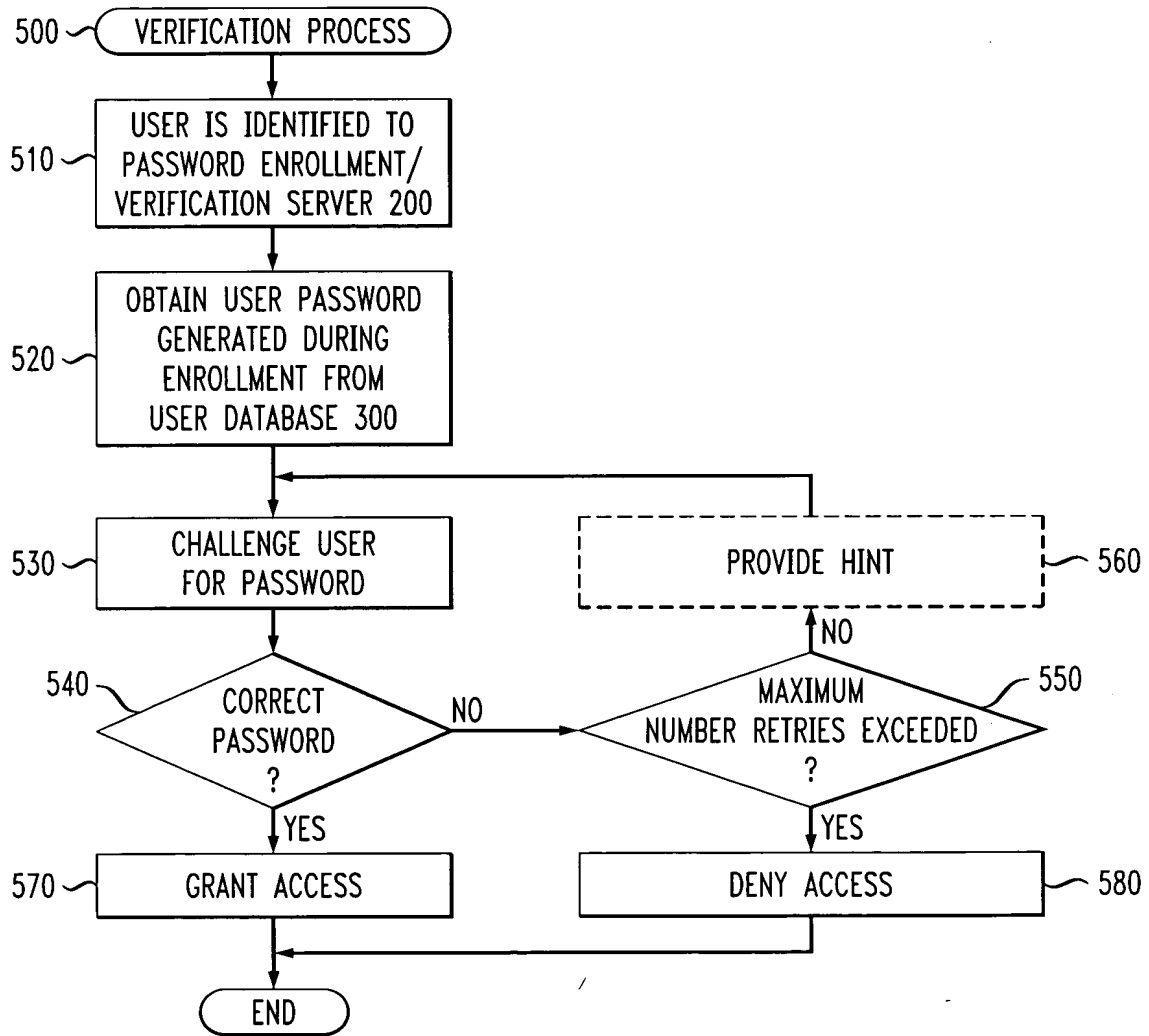 500
VERIFICATION PROCESS
510
USER IS IDENTIFIED TO
PASSWORD ENROLLMENT/
VERIFICATION SERVER 200
520
OBTAIN USER PASSWORD
GENERATED DURING
ENROLLMENT FROM
USER DATABASE 300
530
CHALLENGE USER
FOR PASSWORD
PROVIDE HINT
560
NO
540
CORRECT
PASSWORD
?
NO
MAXIMUM
NUMBER RETRIES EXCEEDED
?
550
YES
YES
570
GRANT ACCESS
DENY ACCESS
580
END